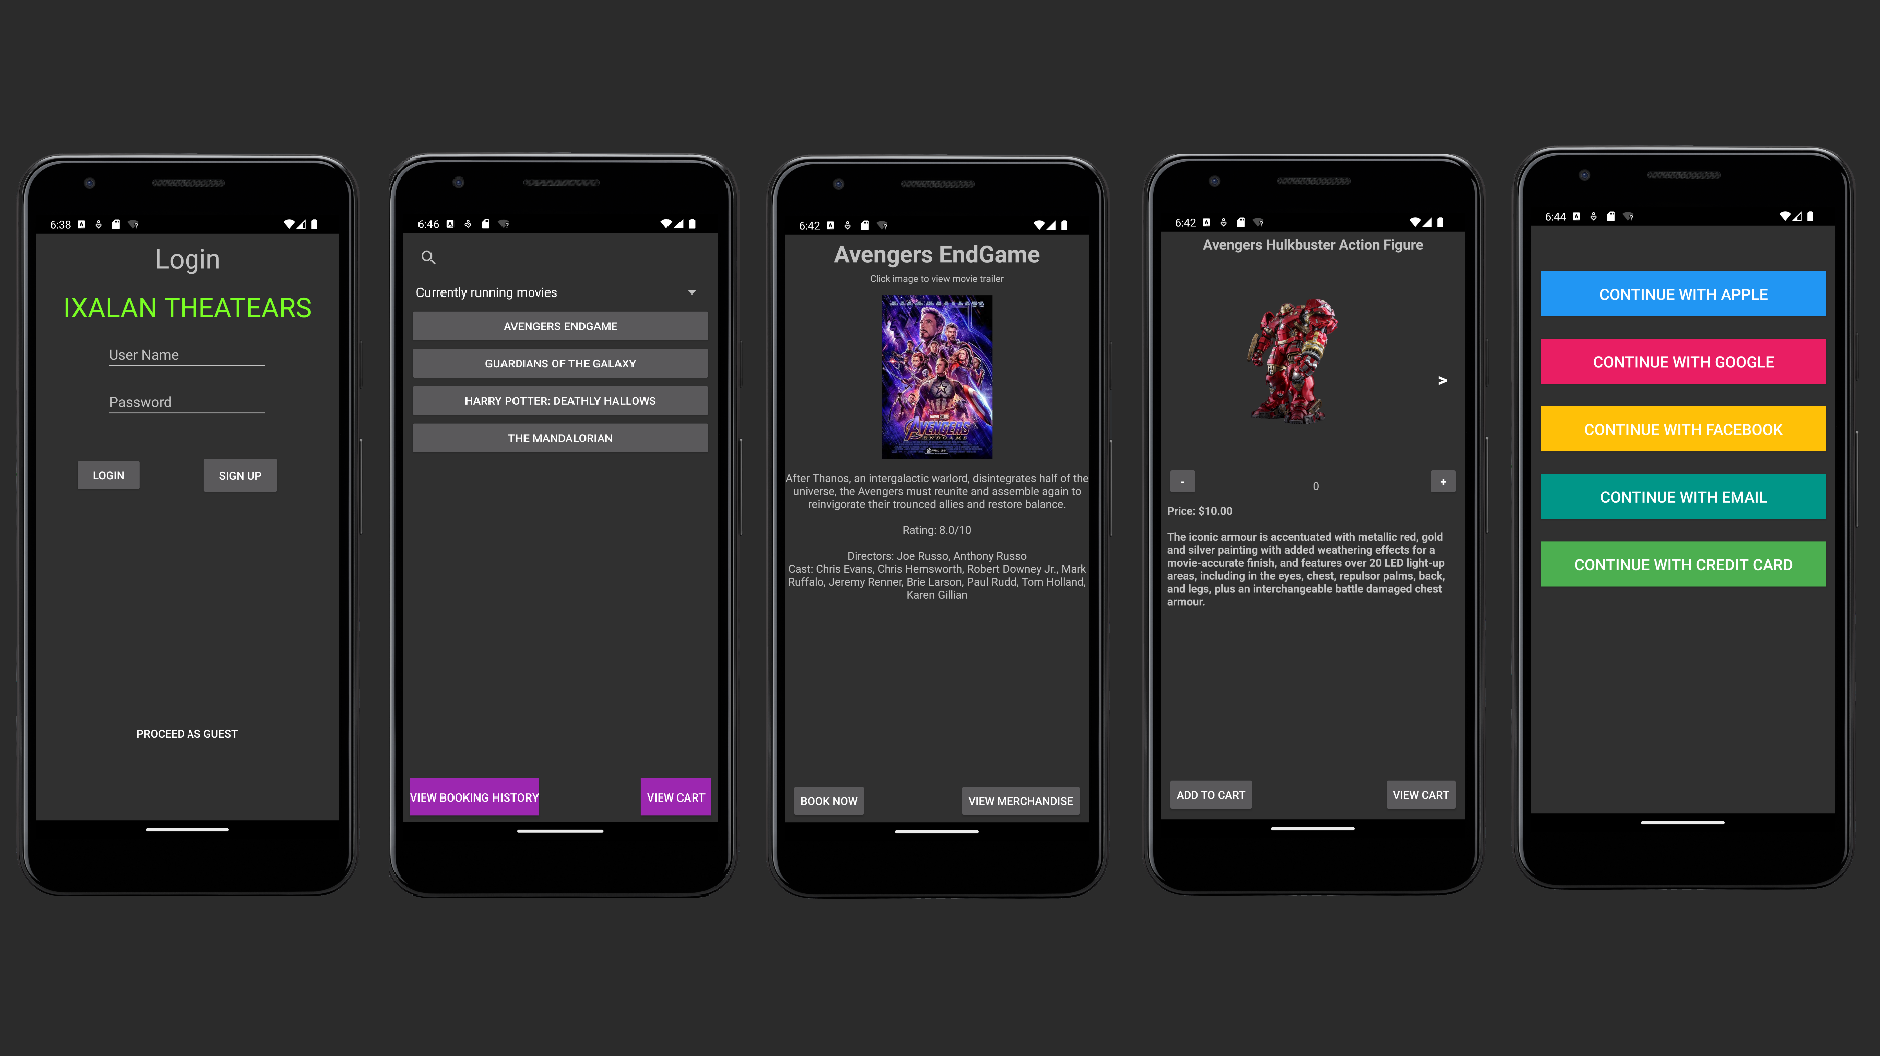 6:38
Login
IXALAN THEATEARS
User Name
Password
LOGIN
SIGN UP
PROCEED AS GUEST
6:46
Currently running movies
AVENGERS ENDGAME
GUARDIANS OF THE GALAXY
HARRY POTTER: DEATHLY HALLOWS
THE MANDALORIAN
VIEW BOOKING HISTORY
VIEW CART
6:42
Avengers EndGame
Click image to view movie trailer
AVENGERS
ENDGAME
After Thanos, an intergalactic warlord, disintegrates half of the
universe, the Avengers must reunite and assemble again to
reinvigorate their trounced allies and restore balance.
Rating: 8.0/10
Directors: Joe Russo, Anthony Russo
Cast: Chris Evans, Chris Hemsworth, Robert Downey Jr., Mark
Ruffalo, Jeremy Renner, Brie Larson, Paul Rudd, Tom Holland,
Karen Gillian
BOOK NOW
VIEW MERCHANDISE
6:42
Avengers Hulkbuster Action Figure
>
-
0
+
Price: $10.00
The iconic armour is accentuated with metallic red, gold
and silver painting with added weathering effects for a
movie-accurate finish, and features over 20 LED light-up
areas, including in the eyes, chest, repulsor palms, back,
and legs, plus an interchangeable battle damaged chest
armour.
ADD TO CART
VIEW CART
6:44
CONTINUE WITH APPLE
CONTINUE WITH GOOGLE
CONTINUE WITH FACEBOOK
CONTINUE WITH EMAIL
CONTINUE WITH CREDIT CARD